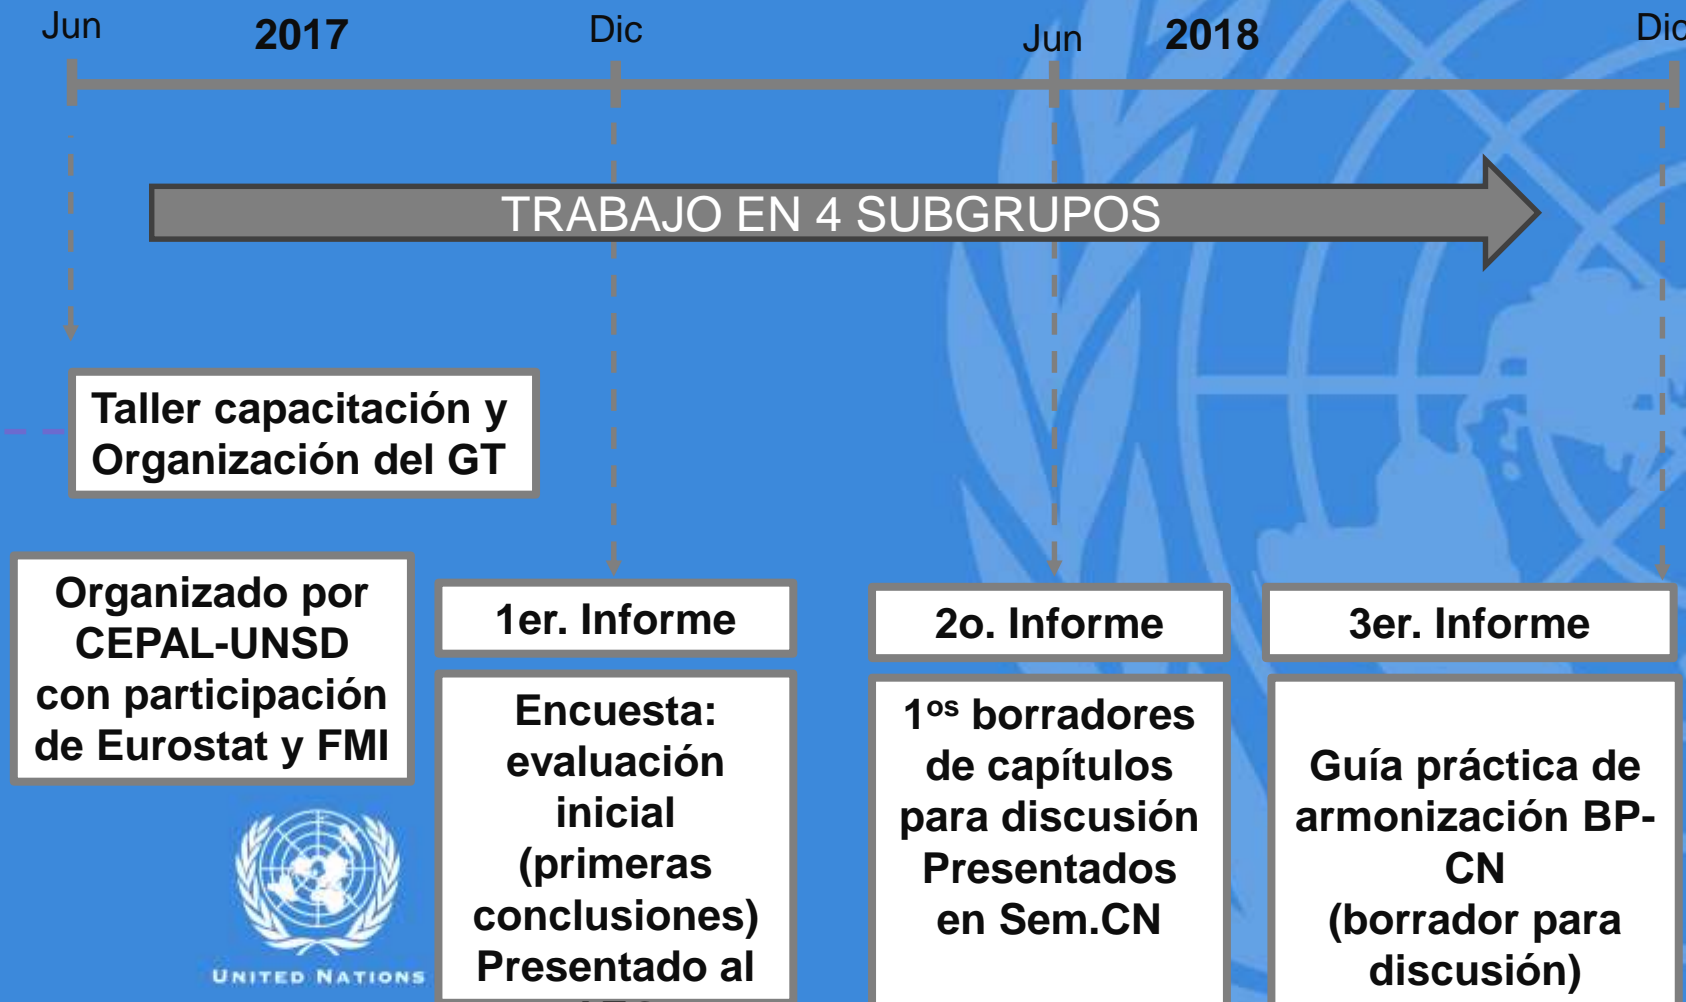 Jun
2017
Dic
Jun
2018
Dic
TRABAJO EN 4 SUBGRUPOS
Taller capacitación y
Organización del GT
Organizado por
CEPAL-UNSD
con participación
de Eurostat y FMI
1er. Informe
Encuesta:
evaluación
inicial
(primeras
conclusiones)
Presentado al
2o. Informe
1os borradores
de capítulos
para discusión
Presentados
en Sem.CN
3er. Informe
Guía práctica de
armonización BP-
CN
(borrador para
discusión)
UNITED NATIONS